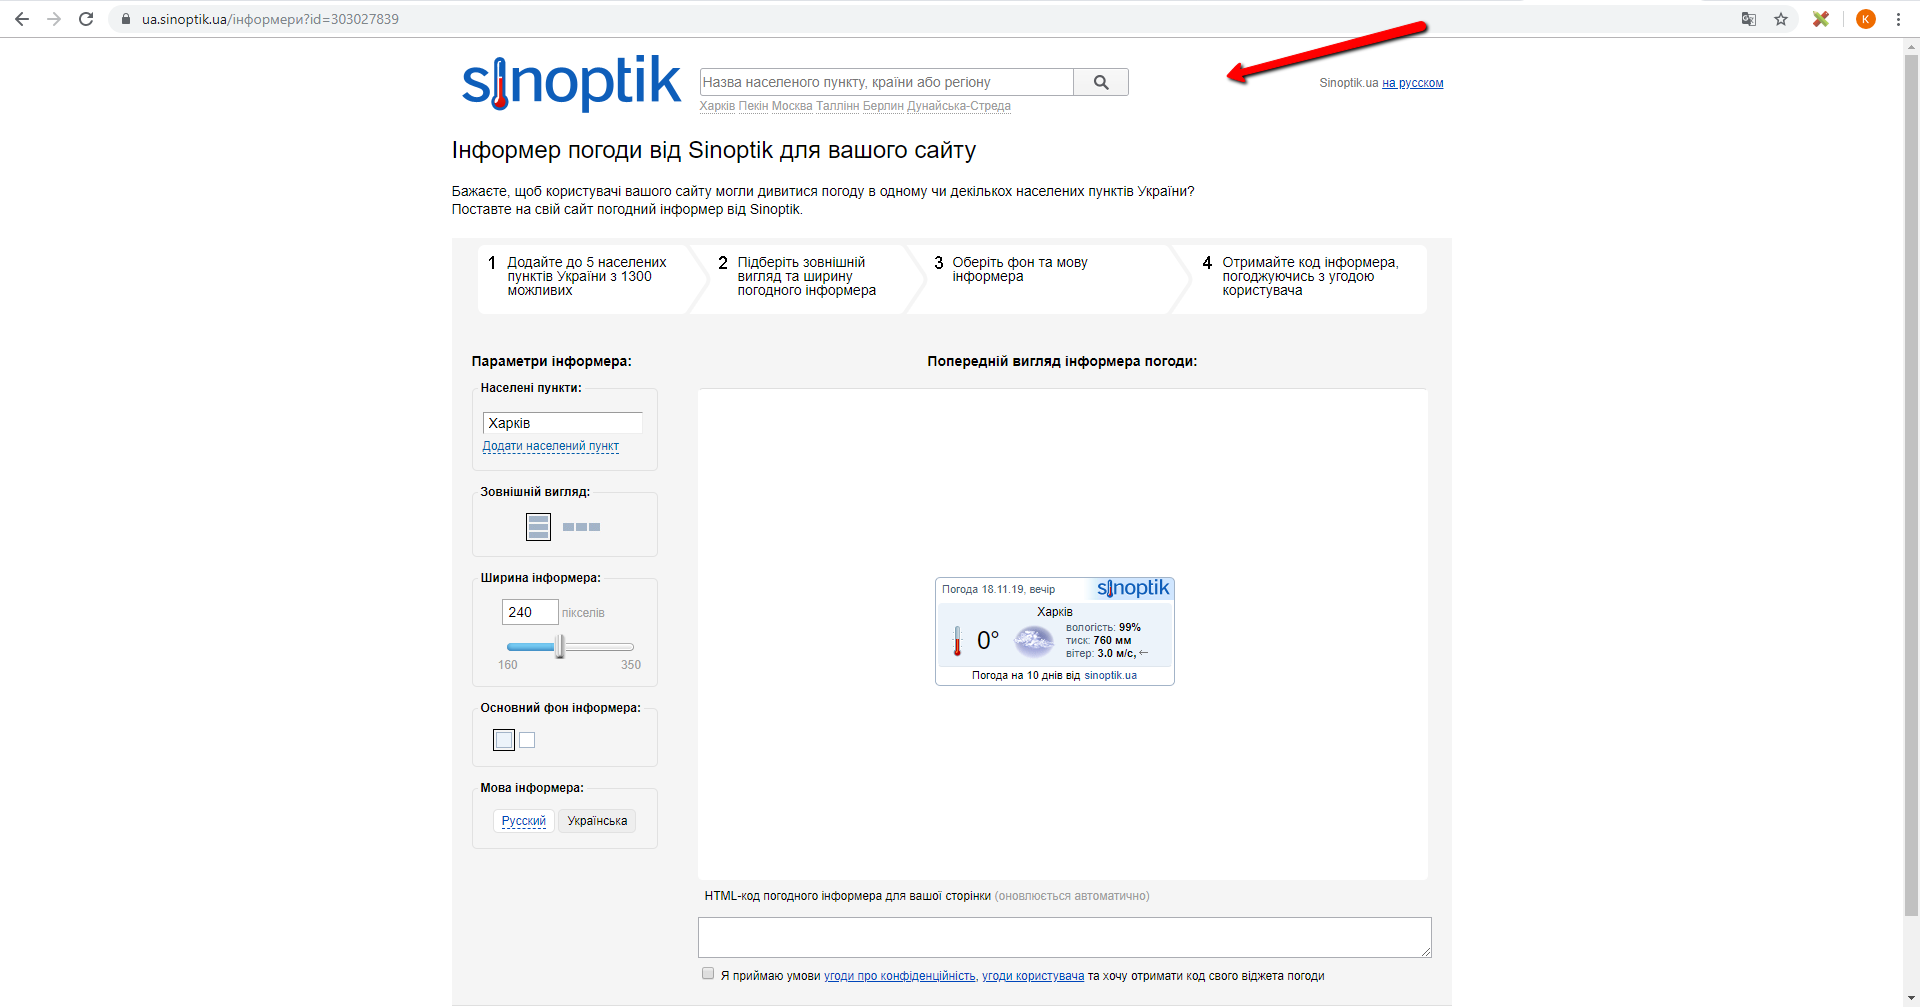 ua.sinoptik.ua/інформери?id=303027839
K
sinoptik
Назва населеного пункту, країни або регіону
Харків Пекін Москва Таллінн Берлин Дунайська-Стреда
Sinoptik.ua на русском
Інформер погоди від Sinoptik для вашого сайту
Бажаєте, щоб користувачі вашого сайту могли дивитися погоду в одному чи декількох населених пунктів України?
Поставте на свій сайт погодний інформер від Sinoptik.
1 Додайте до 5 населених
пунктів України з 1300
можливих
2 Підберіть зовнішній
вигляд та ширину
погодного інформера
3 Оберіть фон та мову
інформера
4 Отримайте код інформера,
погоджуючись з угодою
користувача
Параметри інформера:
Населені пункти:
Харків
Додати населений пункт
Зовнішній вигляд:
Ширина інформера:
240 пікселів
160 350
Основний фон інформера:
Мова інформера:
Русский Українська
Попередній вигляд інформера погоди:
Погода 18.11.19, вечір sinoptik
Харків
0°
вологість: 99%
тиск: 760 мм
вітер: 3.0 м/с, ←
Погода на 10 днів від sinoptik.ua
HTML-код погодного інформера для вашої сторінки (оновлюється автоматично)
Я приймаю умови угоди про конфіденційність, угоди користувача та хочу отримати код свого віджета погоди